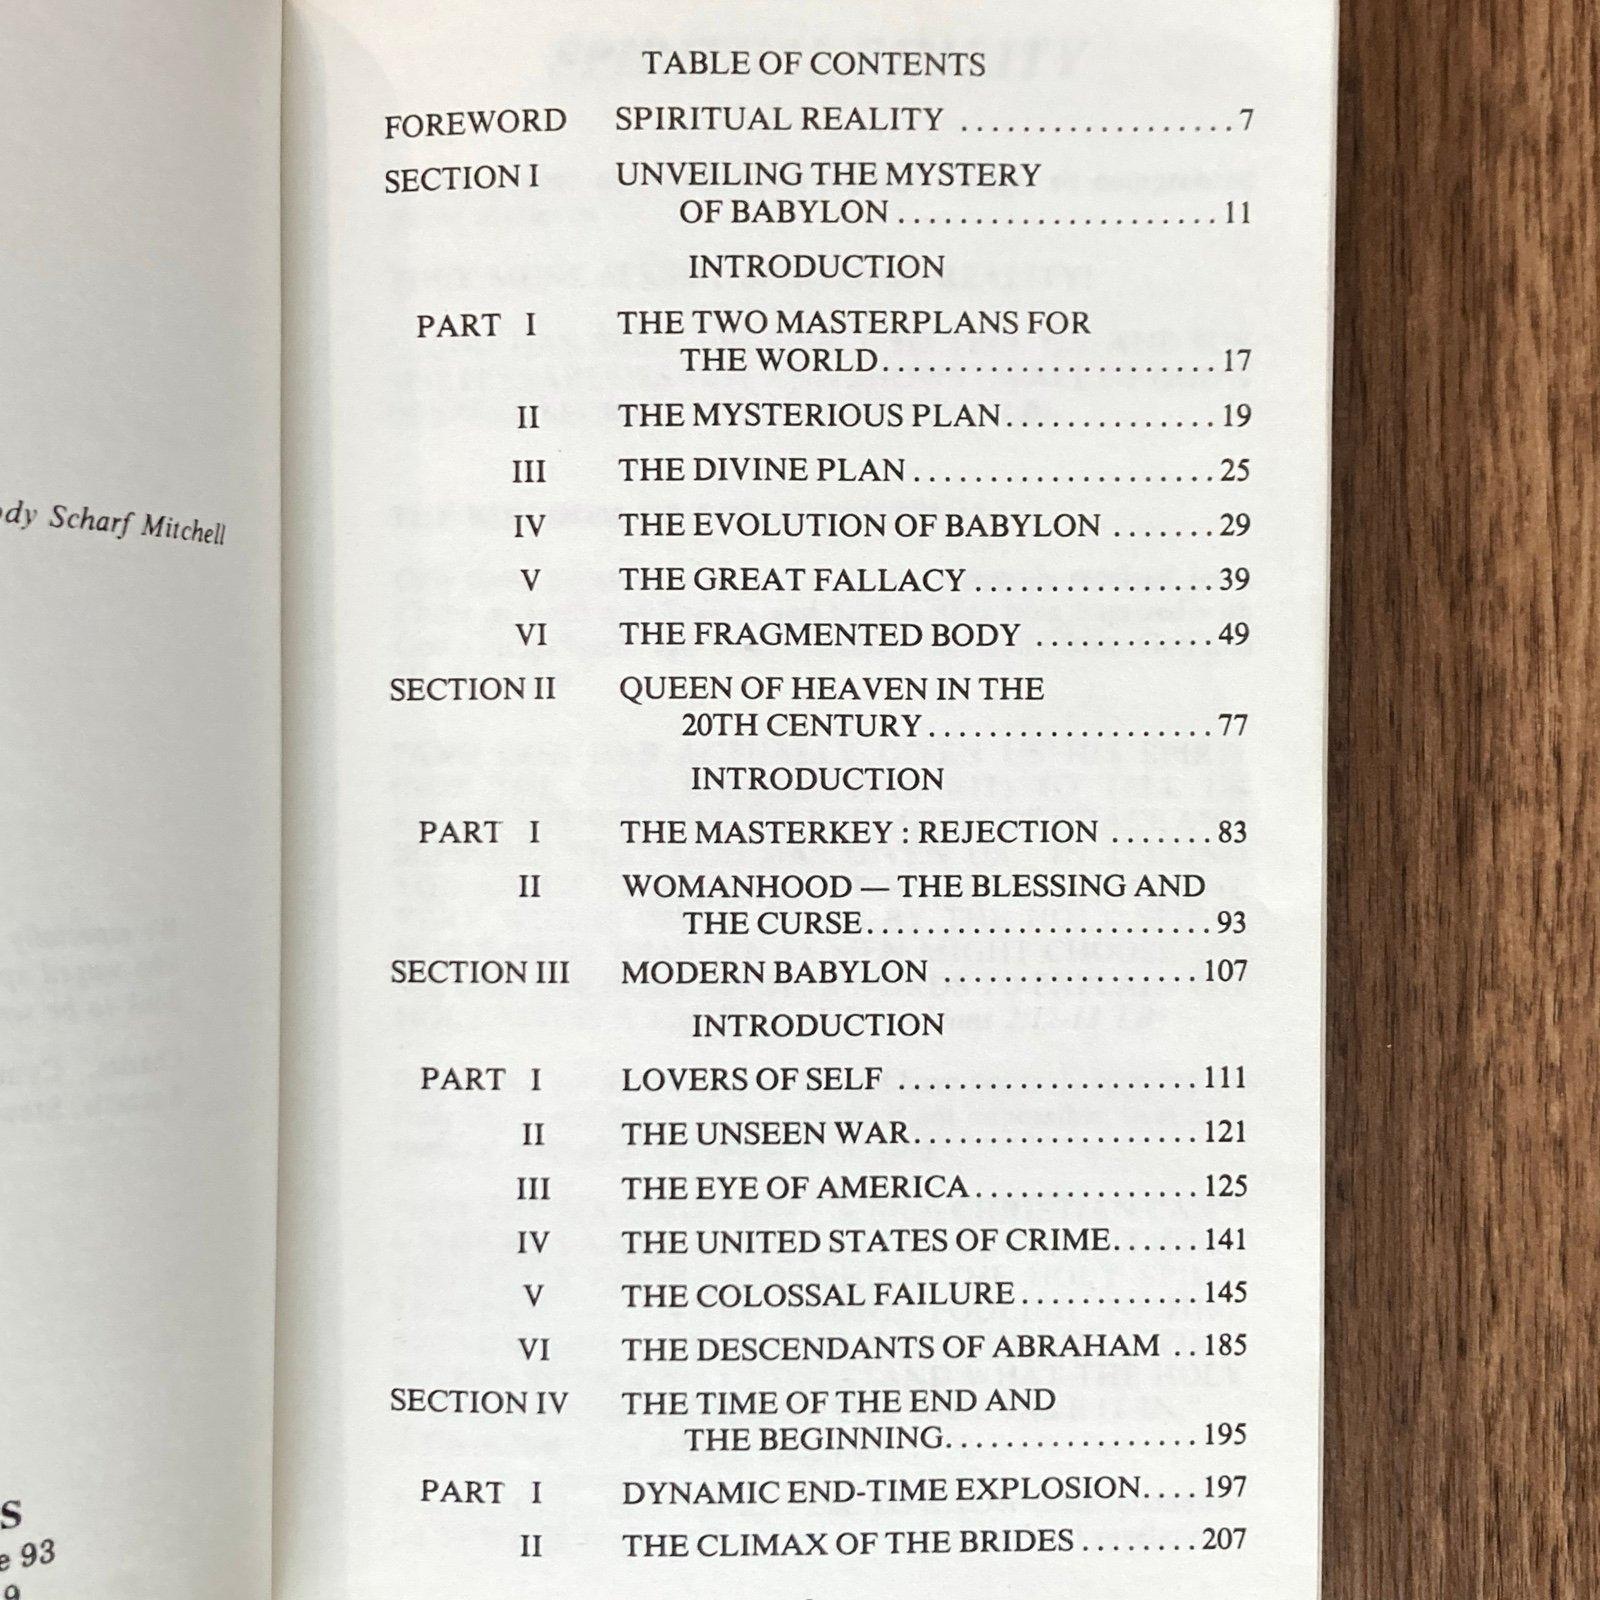 TABLE OF CONTENTS
FOREWORD SPIRITUAL REALITY ..................7
SECTION I UNVEILING THE MYSTERY
OF BABYLON.....................11
INTRODUCTION
PART I THE TWO MASTERPLANS FOR
THE WORLD......................17
II THE MYSTERIOUS PLAN..............19
III THE DIVINE PLAN....................25
IV THE EVOLUTION OF BABYLON .......29
V THE GREAT FALLACY................39
VI THE FRAGMENTED BODY ............49
SECTION II QUEEN OF HEAVEN IN THE
20TH CENTURY...................77
INTRODUCTION
PART I THE MASTERKEY : REJECTION .......83
II WOMANHOOD — THE BLESSING AND
THE CURSE.......................93
SECTION III MODERN BABYLON .................107
INTRODUCTION
PART I LOVERS OF SELF ....................111
II THE UNSEEN WAR...................121
III THE EYE OF AMERICA...............125
IV THE UNITED STATES OF CRIME......141
V THE COLOSSAL FAILURE............145
VI THE DESCENDANTS OF ABRAHAM ..185
SECTION IV THE TIME OF THE END AND
THE BEGINNING.................195
PART I DYNAMIC END-TIME EXPLOSION....197
II THE CLIMAX OF THE BRIDES........207
Scharf Mitchell
93